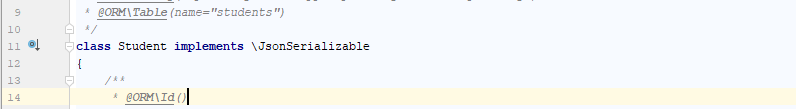 9 * @ORM\Table(name="students")
10 */
11 class Student implements \JsonSerializable
12 {
13 /**
14 * @ORM\Id()